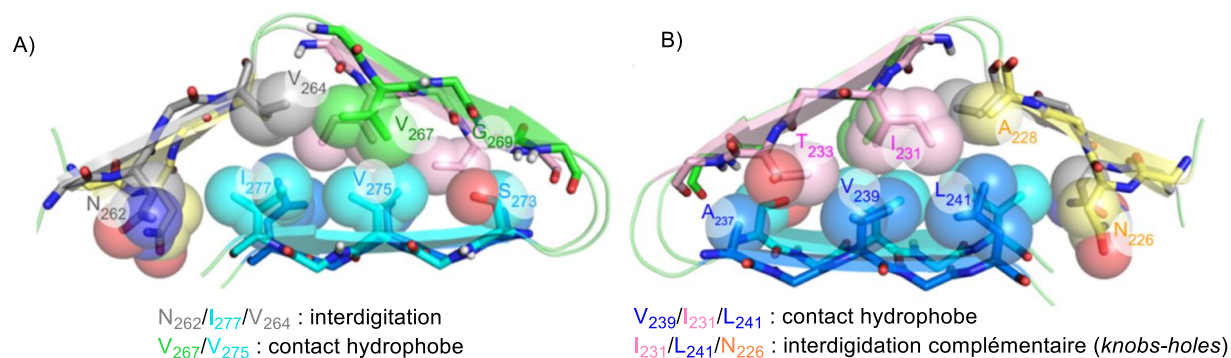 A)
V264
V267
G269
I277
V275
S273
N262
N262/I277/V264 : interdigitation
V267/V275 : contact hydrophobe
B)
A228
T233
I231
V239
L241
A237
N226
V239/I231/L241 : contact hydrophobe
I231/L241/N226 : interdigidation complémentaire (knobs-holes)